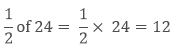 1/2 of 24 = 1/2 × 24 = 12